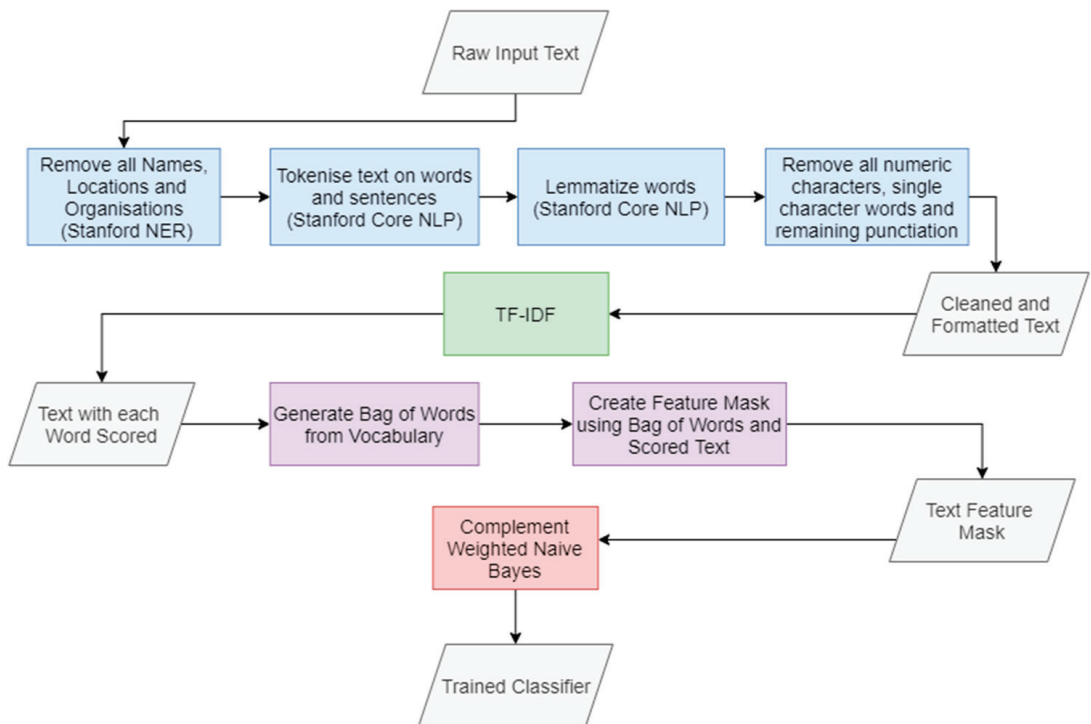 Raw Input Text
Remove all Names,
Locations and
Organisations
(Stanford NER)
Tokenise text on words
and sentences
(Stanford Core NLP)
Lemmatize words
(Stanford Core NLP)
Remove all numeric
characters, single
character words and
remaining punctiation
Cleaned and
Formatted Text
TF-IDF
Text with each
Word Scored
Generate Bag of Words
from Vocabulary
Create Feature Mask
using Bag of Words and
Scored Text
Text Feature
Mask
Complement
Weighted Naive
Bayes
Trained Classifier